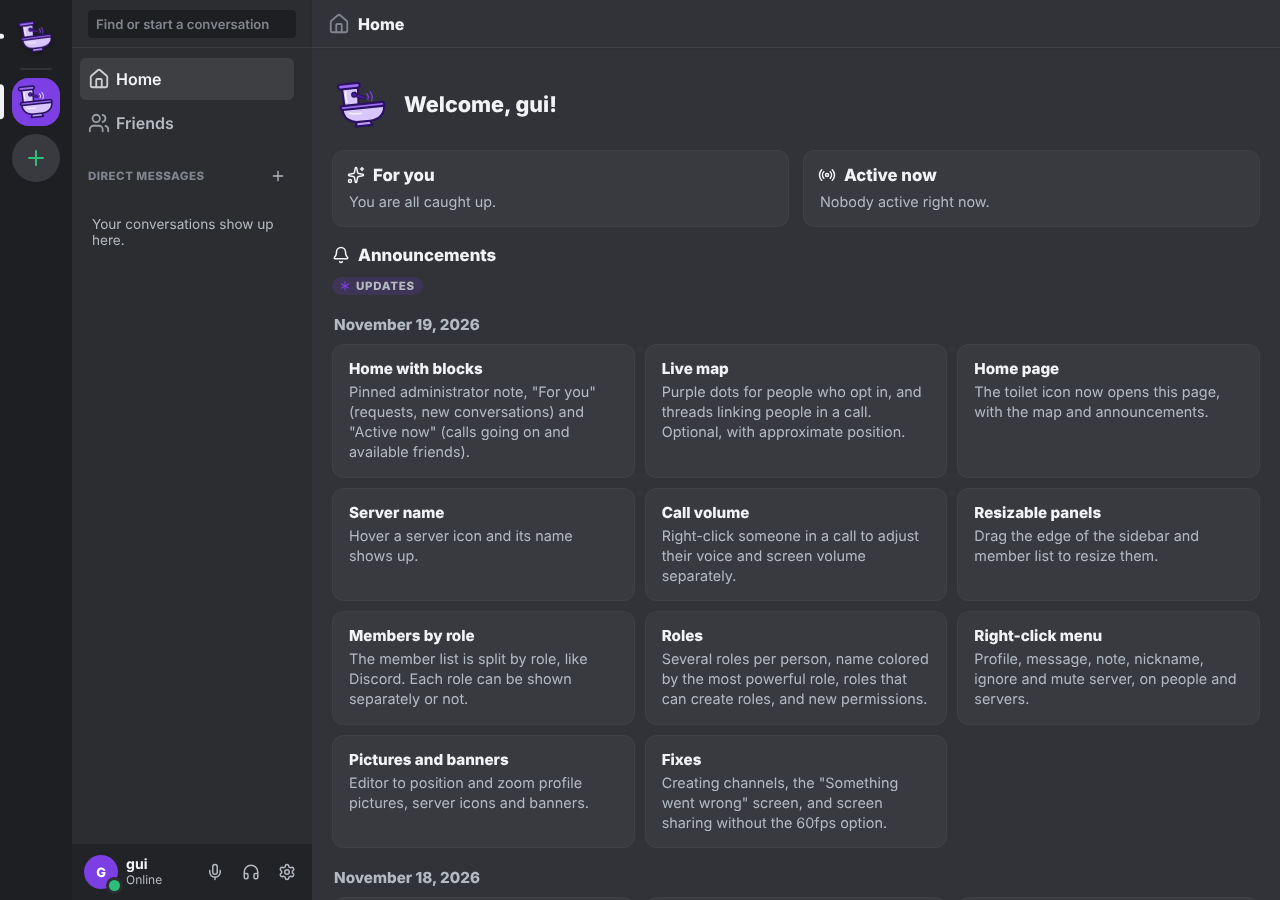 Find or start a conversation
Home
Friends
DIRECT MESSAGES
Your conversations show up
here.
G
gui
Online
Home
Welcome, gui!
For you
You are all caught up.
Active now
Nobody active right now.
Announcements
UPDATES
November 19, 2026
Home with blocks
Pinned administrator note, "For you"
(requests, new conversations) and
"Active now" (calls going on and
available friends).
Live map
Purple dots for people who opt in, and
threads linking people in a call.
Optional, with approximate position.
Home page
The toilet icon now opens this page,
with the map and announcements.
Server name
Hover a server icon and its name
shows up.
Call volume
Right-click someone in a call to adjust
their voice and screen volume
separately.
Resizable panels
Drag the edge of the sidebar and
member list to resize them.
Members by role
The member list is split by role, like
Discord. Each role can be shown
separately or not.
Roles
Several roles per person, name colored
by the most powerful role, roles that
can create roles, and new permissions.
Right-click menu
Profile, message, note, nickname,
ignore and mute server, on people and
servers.
Pictures and banners
Editor to position and zoom profile
pictures, server icons and banners.
Fixes
Creating channels, the "Something
went wrong" screen, and screen
sharing without the 60fps option.
November 18, 2026